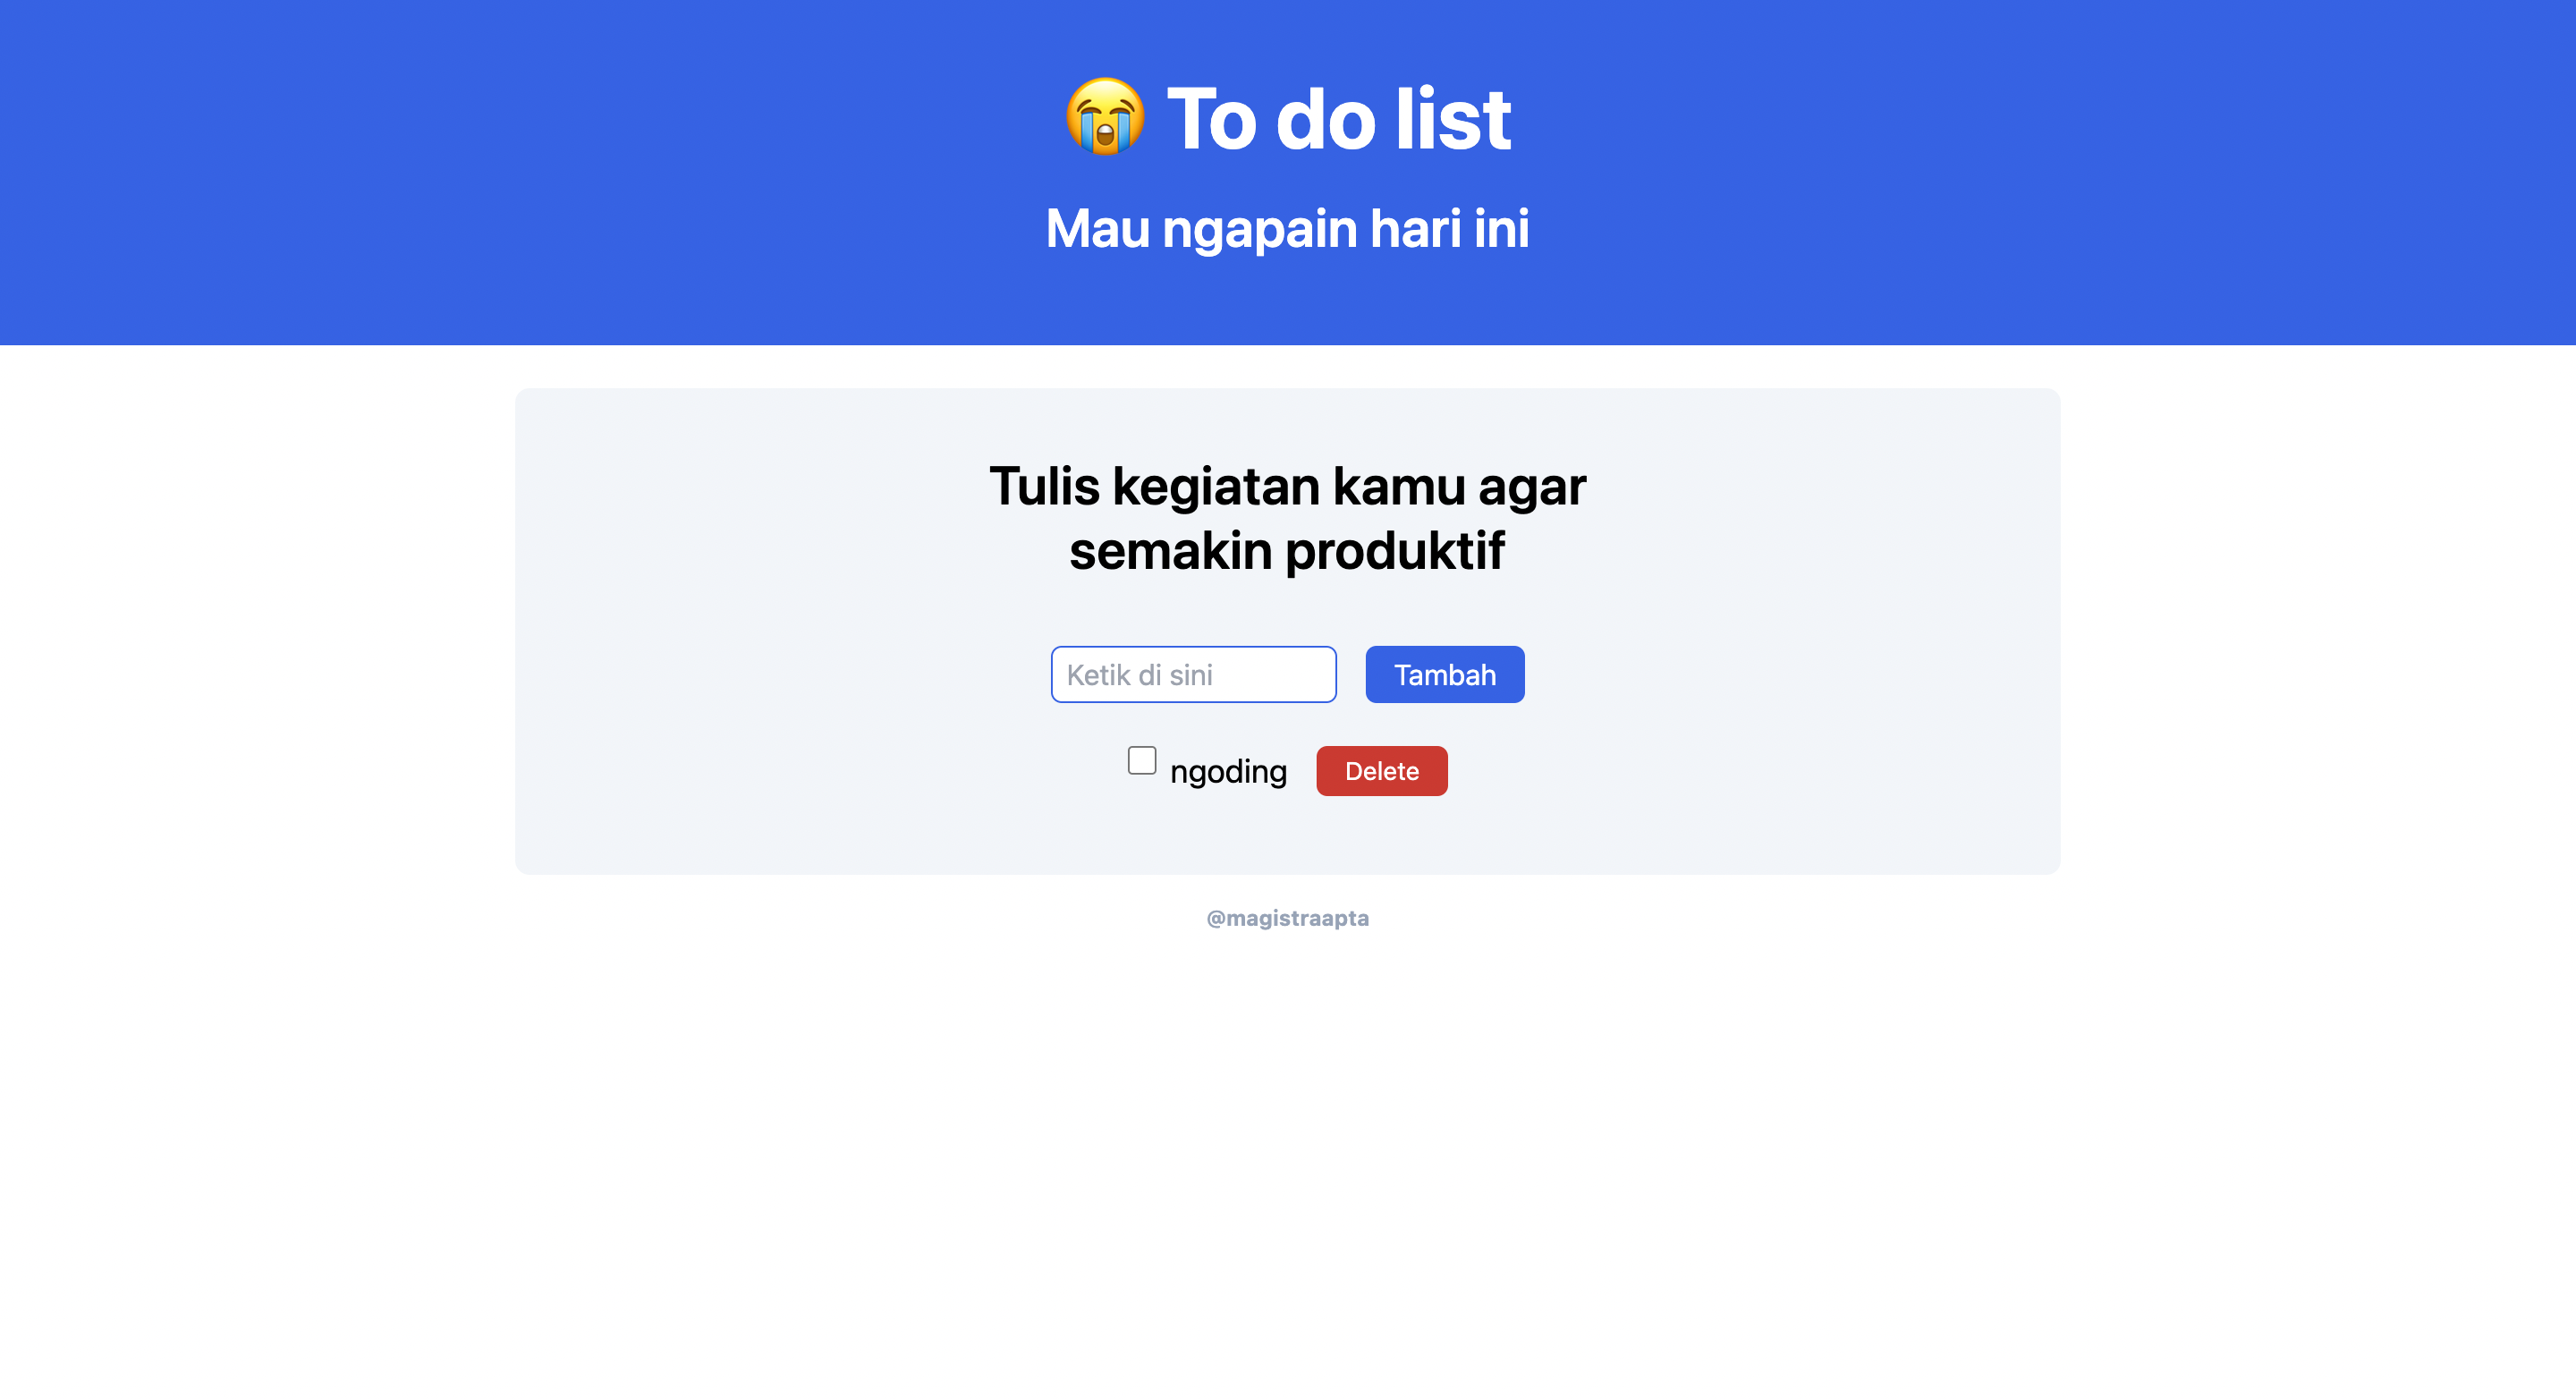 😭 To do list
Mau ngapain hari ini
Tulis kegiatan kamu agar
semakin produktif
Ketik di sini
Tambah
ngoding
Delete
@magistraapta